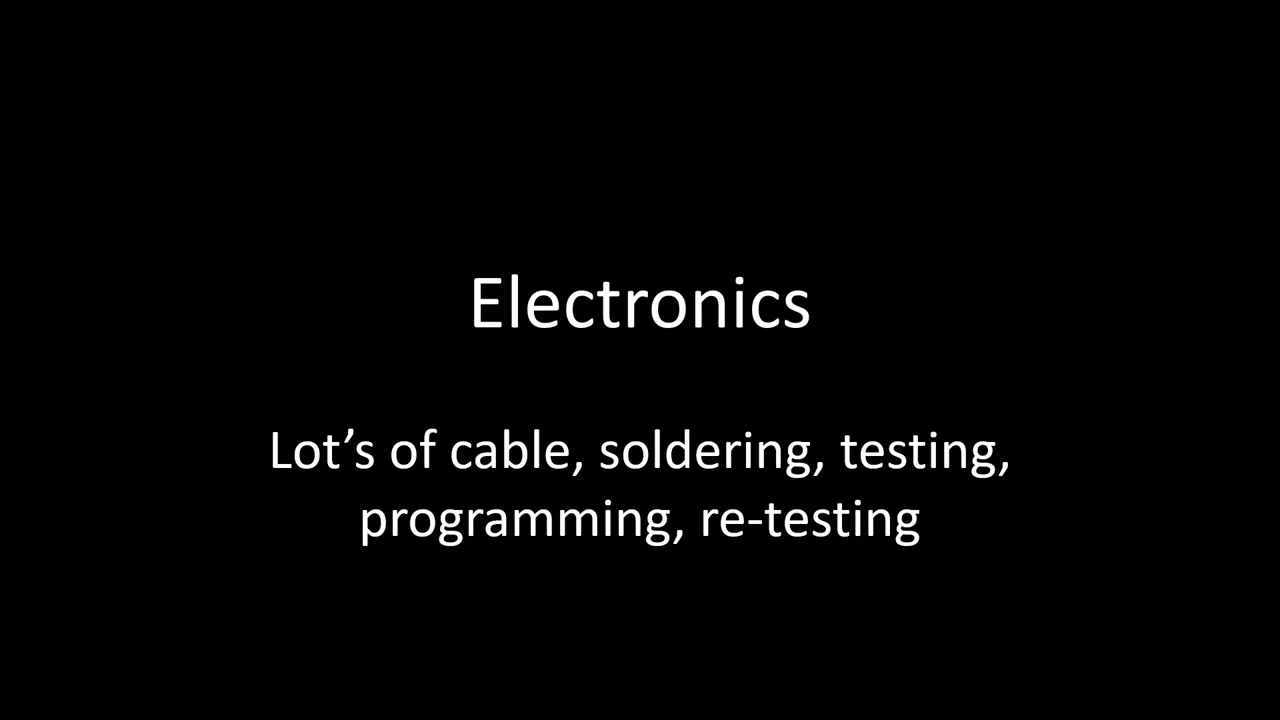 Electronics
Lot’s of cable, soldering, testing,
programming, re-testing